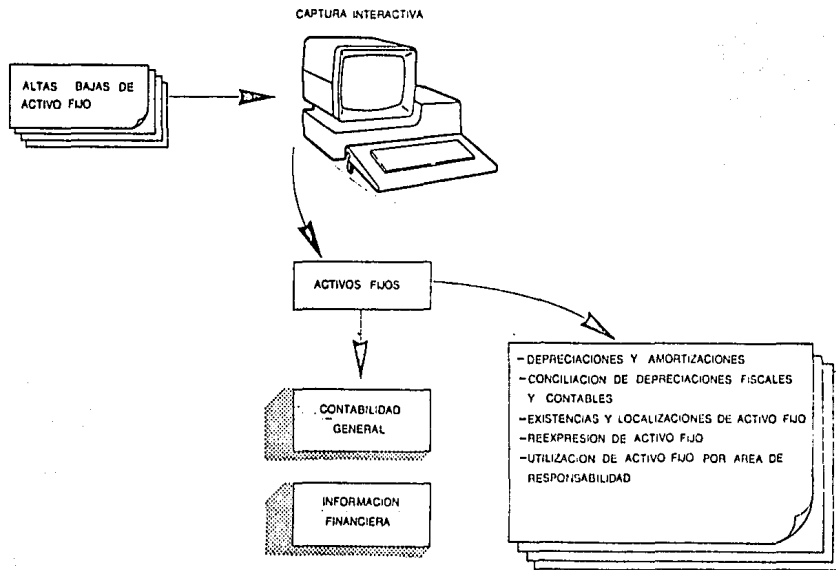 CAPTURA INTERACTIVA
ALTAS BAJAS DE
ACTIVO FIJO
ACTIVOS FIJOS
CONTABILIDAD
GENERAL
INFORMACION
FINANCIERA
-DEPRECIACIONES Y AMORTIZACIONES
-CONCILIACION DE DEPRECIACIONES FISCALES
Y CONTABLES
-EXISTENCIAS Y LOCALIZACIONES DE ACTIVO FIJO
-REEXPRESION DE ACTIVO FIJO
-UTILIZACION DE ACTIVO FIJO POR AREA DE
RESPONSABILIDAD